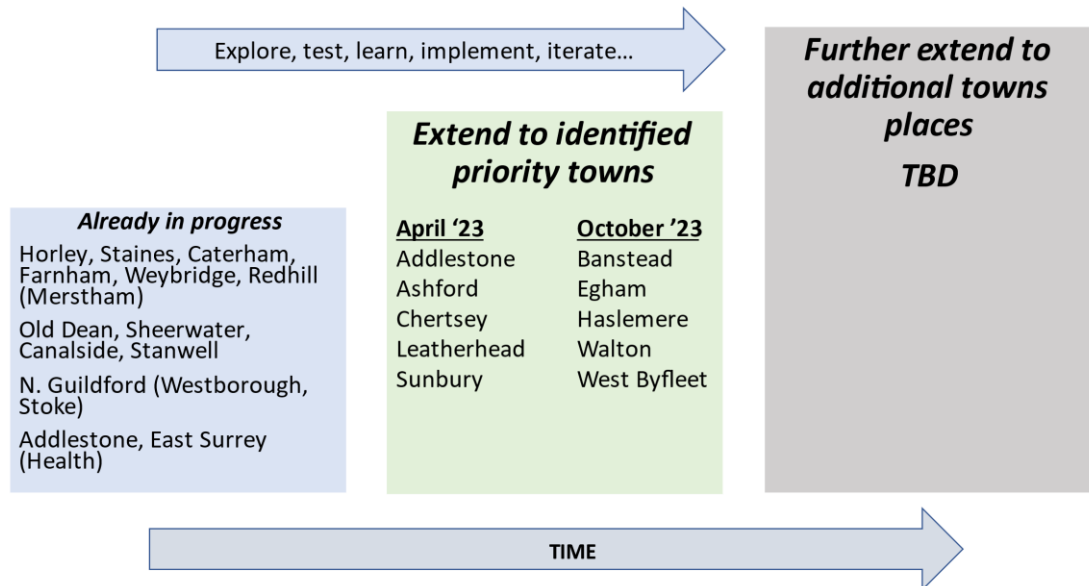 Explore, test, learn, implement, iterate…
Already in progress
Horley, Staines, Caterham,
Farnham, Weybridge, Redhill
(Merstham)
Old Dean, Sheerwater,
Canalside, Stanwell
N. Guildford (Westborough,
Stoke)
Addlestone, East Surrey
(Health)
Extend to identified
priority towns
April ‘23
Addlestone
Ashford
Chertsey
Leatherhead
Sunbury
October ’23
Banstead
Egham
Haslemere
Walton
West Byfleet
Further extend to
additional towns
places
TBD
TIME